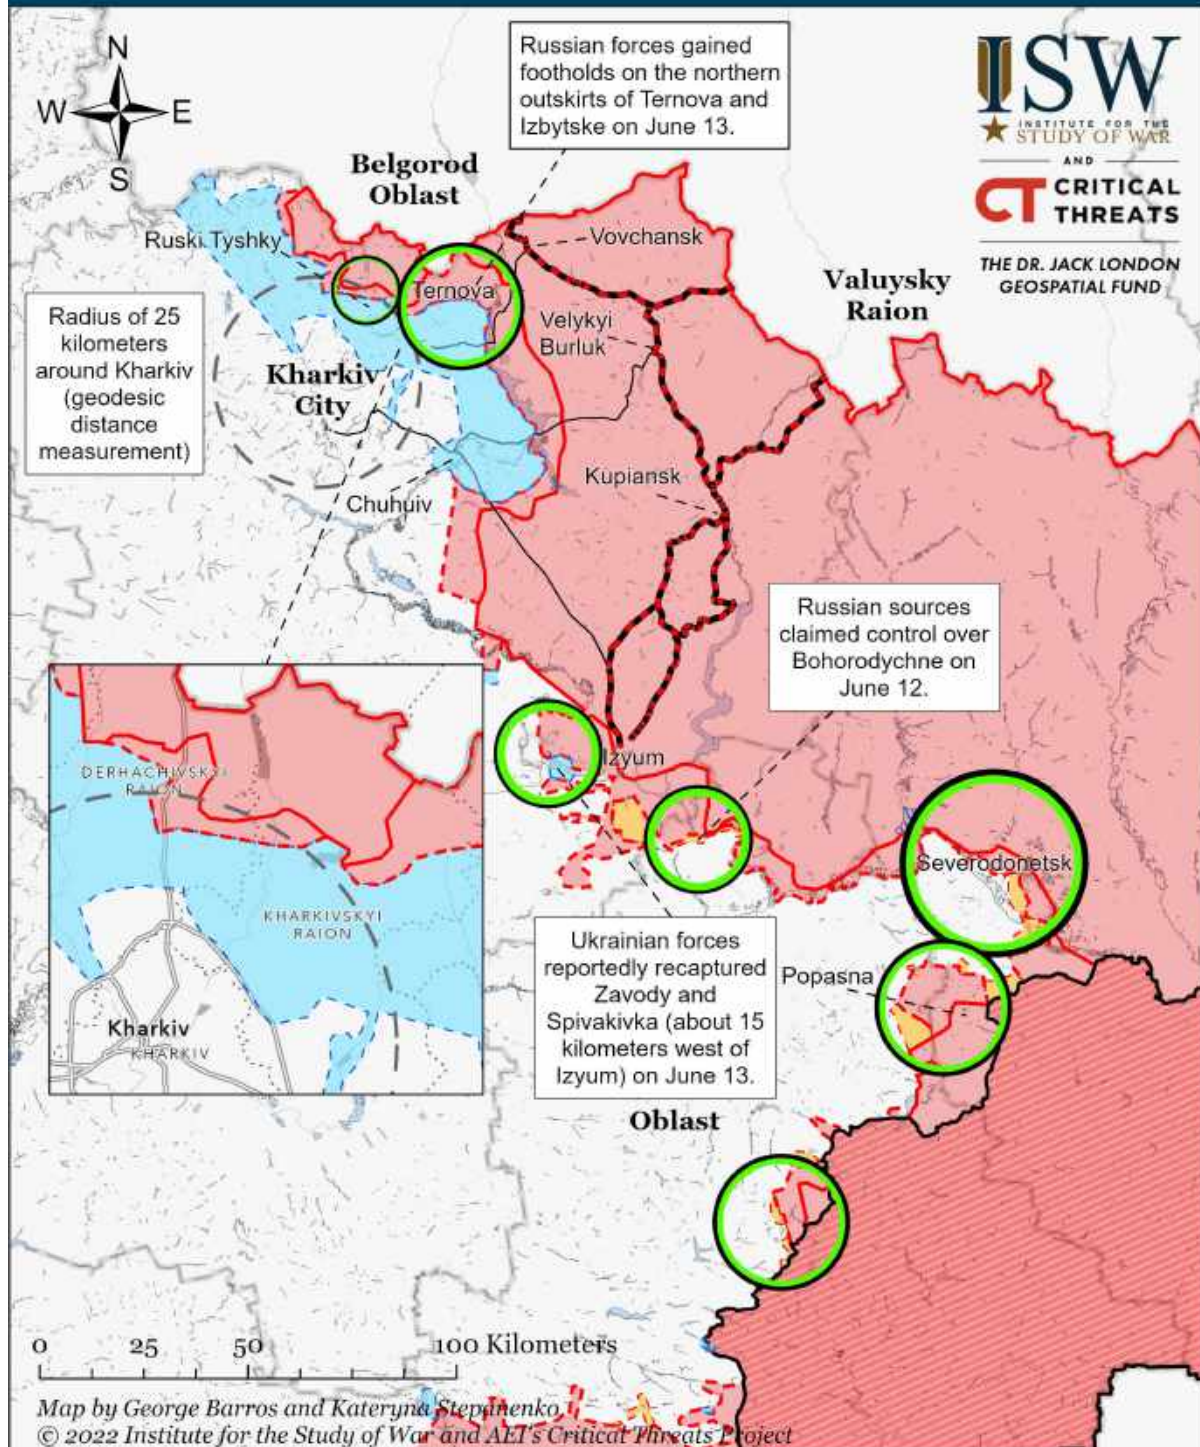 N
W
E
S
Russian forces gained
footholds on the northern
outskirts of Ternova and
Izbytske on June 13.
ISW
INSTITUTE FOR THE
STUDY OF WAR
AND
CT CRITICAL
THREATS
THE DR. JACK LONDON
GEOSPATIAL FUND
Belgorod
Oblast
Ruski Tyshky
Vovchansk
Ternova
Valuysky
Raion
Radius of 25
kilometers
around Kharkiv
(geodesic
distance
measurement)
Velykyi
Burluk
Kharkiv
City
Kupiansk
Chuhuiv
Russian sources
claimed control over
Bohorodychne on
June 12.
DERHACHIVSKYI
RAION
KHARKIVSKYI
RAION
Kharkiv
KHARKIV
Izyum
Severodonetsk
Ukrainian forces
reportedly recaptured
Zavody and
Spivakivka (about 15
kilometers west of
Izyum) on June 13.
Popasna
Oblast
0 25 50 100 Kilometers
Map by George Barros and Kateryna Stepanenko
© 2022 Institute for the Study of War and AEI's Critical Threats Project